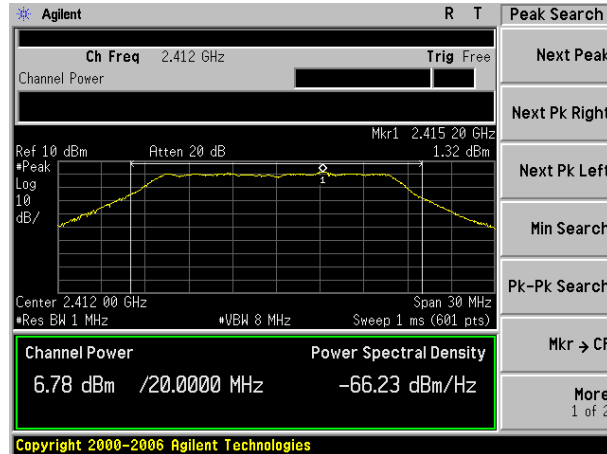 Agilent R T Peak Search
Ch Freq 2.412 GHz Trig Free
Channel Power
Next Peak
Next Pk Right
Next Pk Left
Min Search
Pk-Pk Search
Mkr → CF
More
1 of 2
Mkr1 2.415 20 GHz
Ref 10 dBm Atten 20 dB 1.32 dBm
#Peak
Log
10
dB/
1
Center 2.412 00 GHz Span 30 MHz
#Res BW 1 MHz #VBW 8 MHz Sweep 1 ms (601 pts)
Channel Power Power Spectral Density
6.78 dBm /20.0000 MHz -66.23 dBm/Hz
Copyright 2000-2006 Agilent Technologies